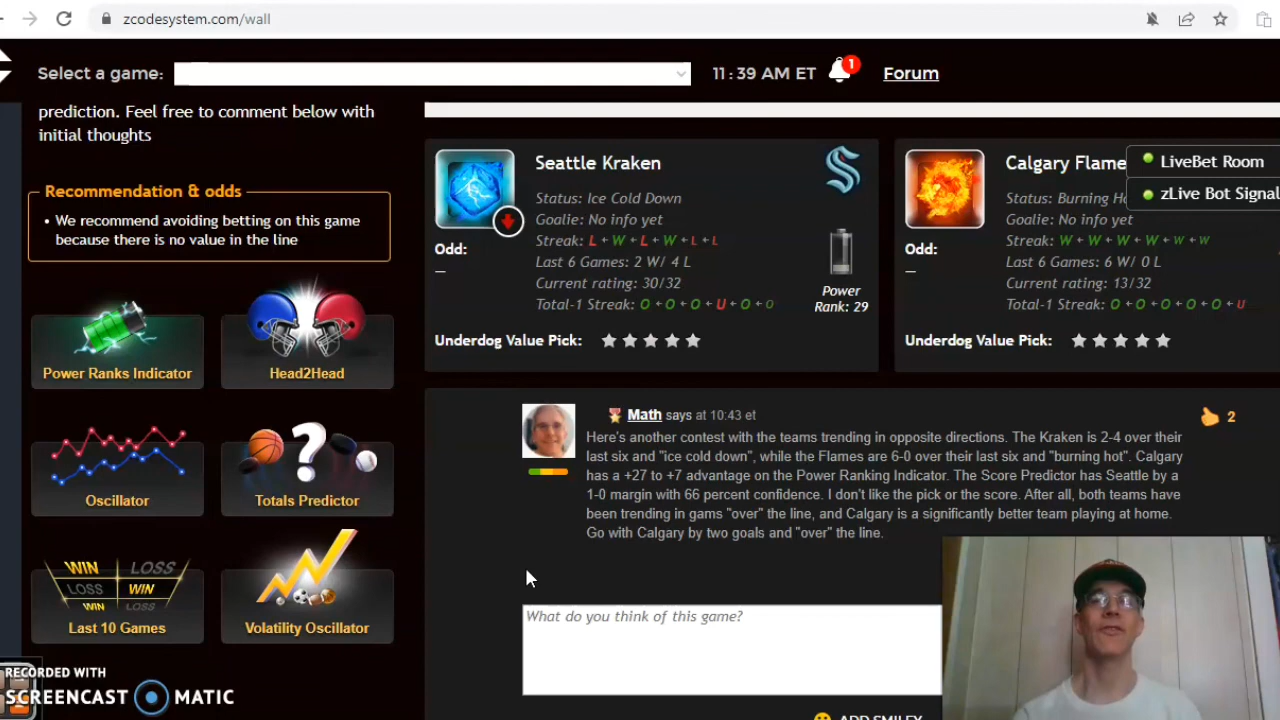 zcodesystem.com/wall
Select a game:
11:39 AM ET
1
Forum
prediction. Feel free to comment below with
initial thoughts
Recommendation & odds
• We recommend avoiding betting on this game
because there is no value in the line
Power Ranks Indicator
Head2Head
Oscillator
?
Totals Predictor
WIN LOSS
LOSS WIN
WIN LOSS
Last 10 Games
Volatility Oscillator
Seattle Kraken
Status: Ice Cold Down
Goalie: No info yet
Streak: L←W←L←W←L←L
Last 6 Games: 2 W/ 4 L
Current rating: 30/32
Total-1 Streak: O←O←O←U←O←O
Odd:
—
Power
Rank: 29
Underdog Value Pick:
Calgary Flame
Status: Burning H
Goalie: No info yet
Streak: W←W←W←W←W←W
Last 6 Games: 6 W/ 0 L
Current rating: 13/32
Total-1 Streak: O←O←O←O←O←U
Odd:
—
Underdog Value Pick:
LiveBet Room
zLive Bot Signal
Math says at 10:43 et
2
Here's another contest with the teams trending in opposite directions. The Kraken is 2-4 over their
last six and "ice cold down", while the Flames are 6-0 over their last six and "burning hot". Calgary
has a +27 to +7 advantage on the Power Ranking Indicator. The Score Predictor has Seattle by a
1-0 margin with 66 percent confidence. I don't like the pick or the score. After all, both teams have
been trending in gams "over" the line, and Calgary is a significantly better team playing at home.
Go with Calgary by two goals and "over" the line.
What do you think of this game?
ADD SMILEY
RECORDED WITH
SCREENCAST MATIC